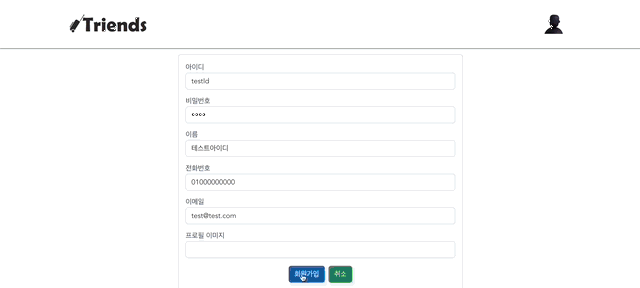 Triends
아이디
testId
비밀번호
이름
테스트아이디
전화번호
01000000000
이메일
test@test.com
프로필 이미지
회원가입 취소